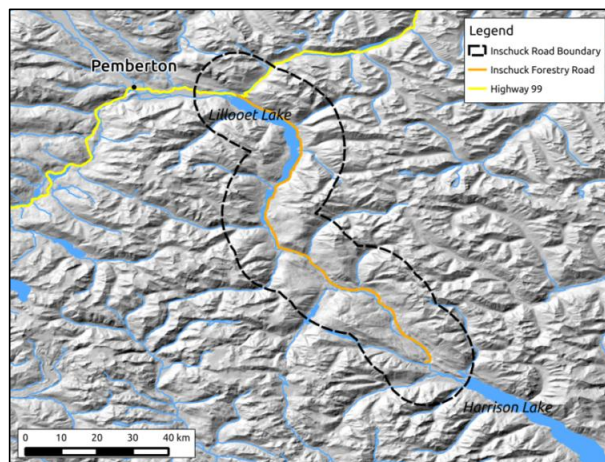 Legend
Inschuck Road Boundary
Inschuck Forestry Road
Highway 99
Pemberton
Lillooet Lake
Harrison Lake
0 10 20 30 40 km